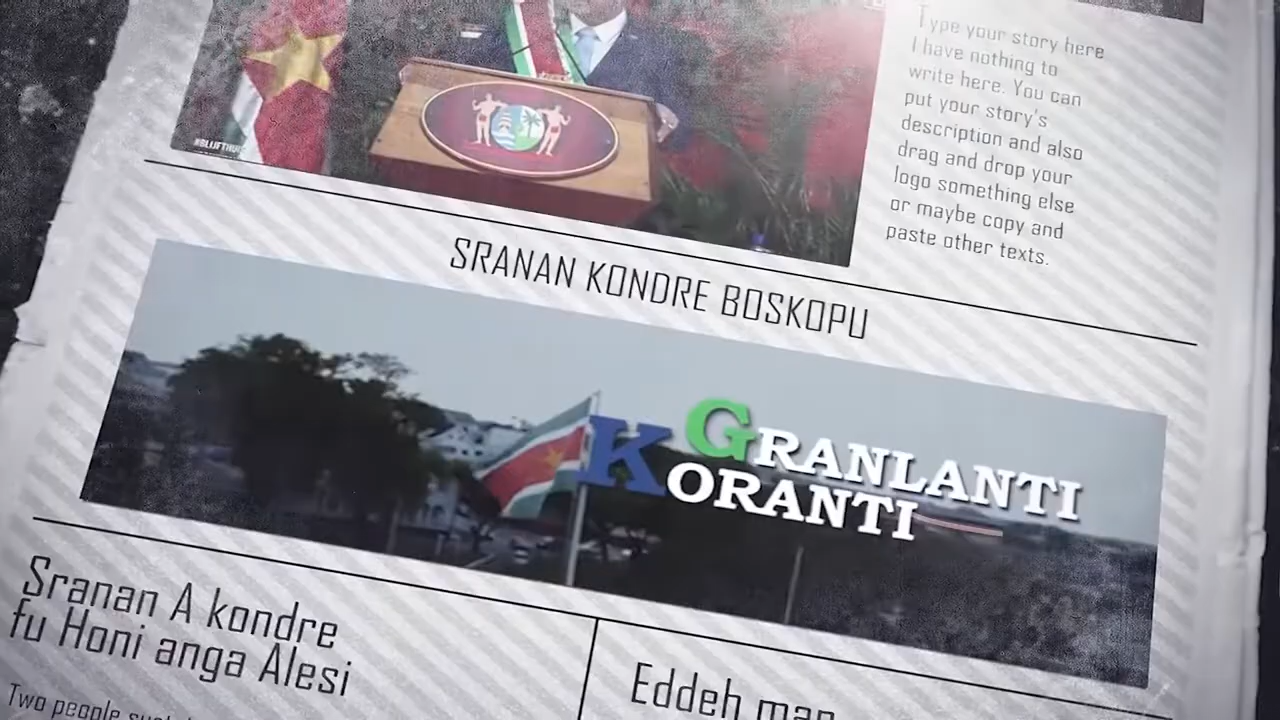 #BLIJFTHUIS
Type your story here
I have nothing to
write here. You can
put your story's
description and also
drag and drop your
logo something else
or maybe copy and
paste other texts.
SRANAN KONDRE BOSKOPU
GRANLANTI
KORANTI
Sranan A kondre
fu Honi anga Alesi
Eddeh man
Two people